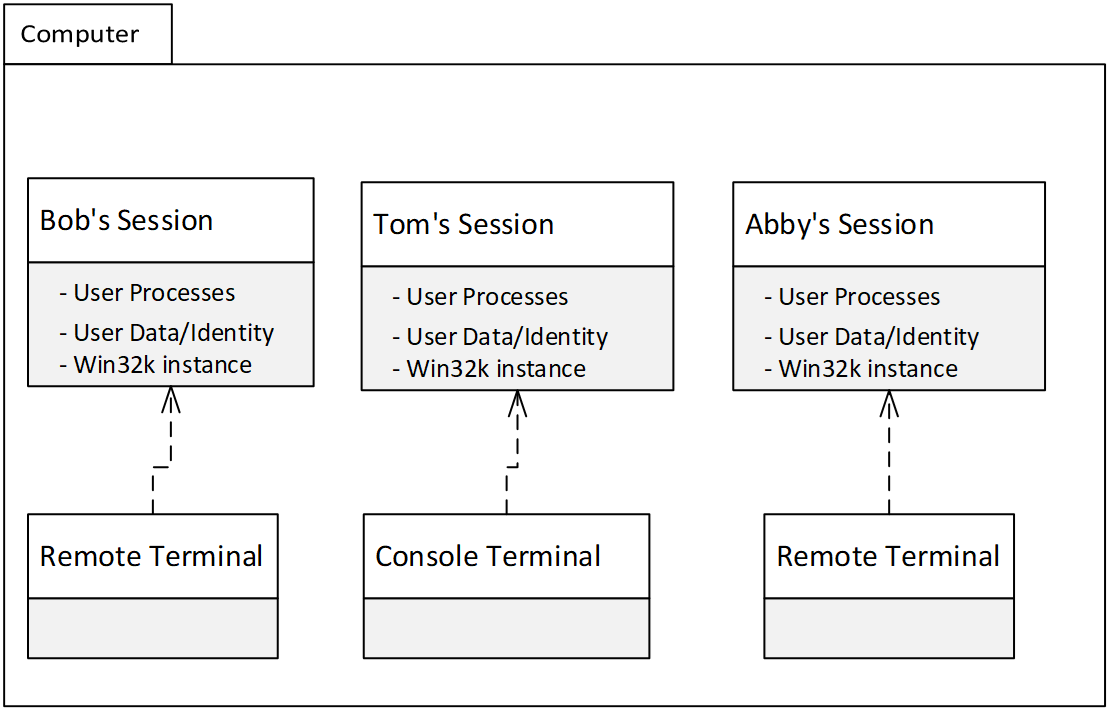 Computer
Bob's Session
- User Processes
- User Data/Identity
- Win32k instance
Tom's Session
- User Processes
- User Data/Identity
- Win32k instance
Abby's Session
- User Processes
- User Data/Identity
- Win32k instance
Remote Terminal
Console Terminal
Remote Terminal